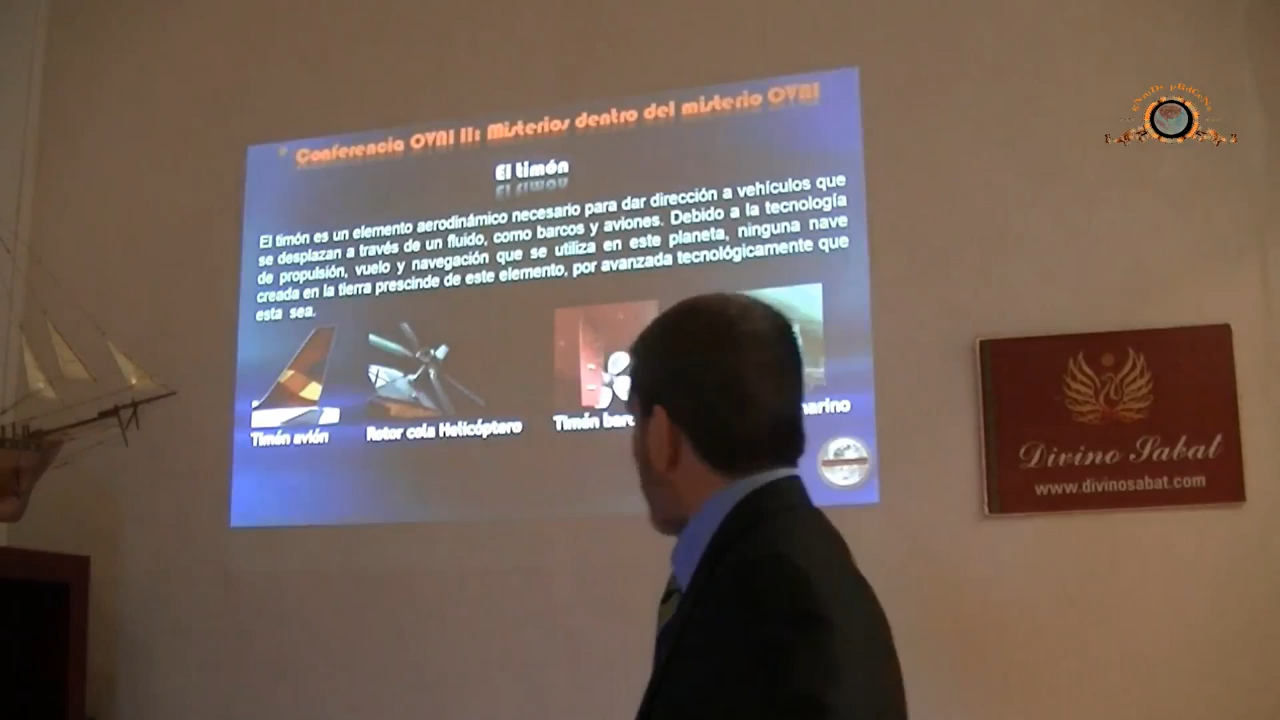 Conferencia OVNI II: Misterios dentro del misterio OVNI
El timón
El timón es un elemento aerodinámico necesario para dar dirección a vehículos que
se desplazan a través de un fluido, como barcos y aviones. Debido a la tecnología
de propulsión, vuelo y navegación que se utiliza en este planeta, ninguna nave
creada en la tierra prescinde de este elemento, por avanzada tecnológicamente que
esta sea.
Timón avión
Rotor cola Helicóptero
Timón barc
marino
Divino Sabat
www.divinosabat.com